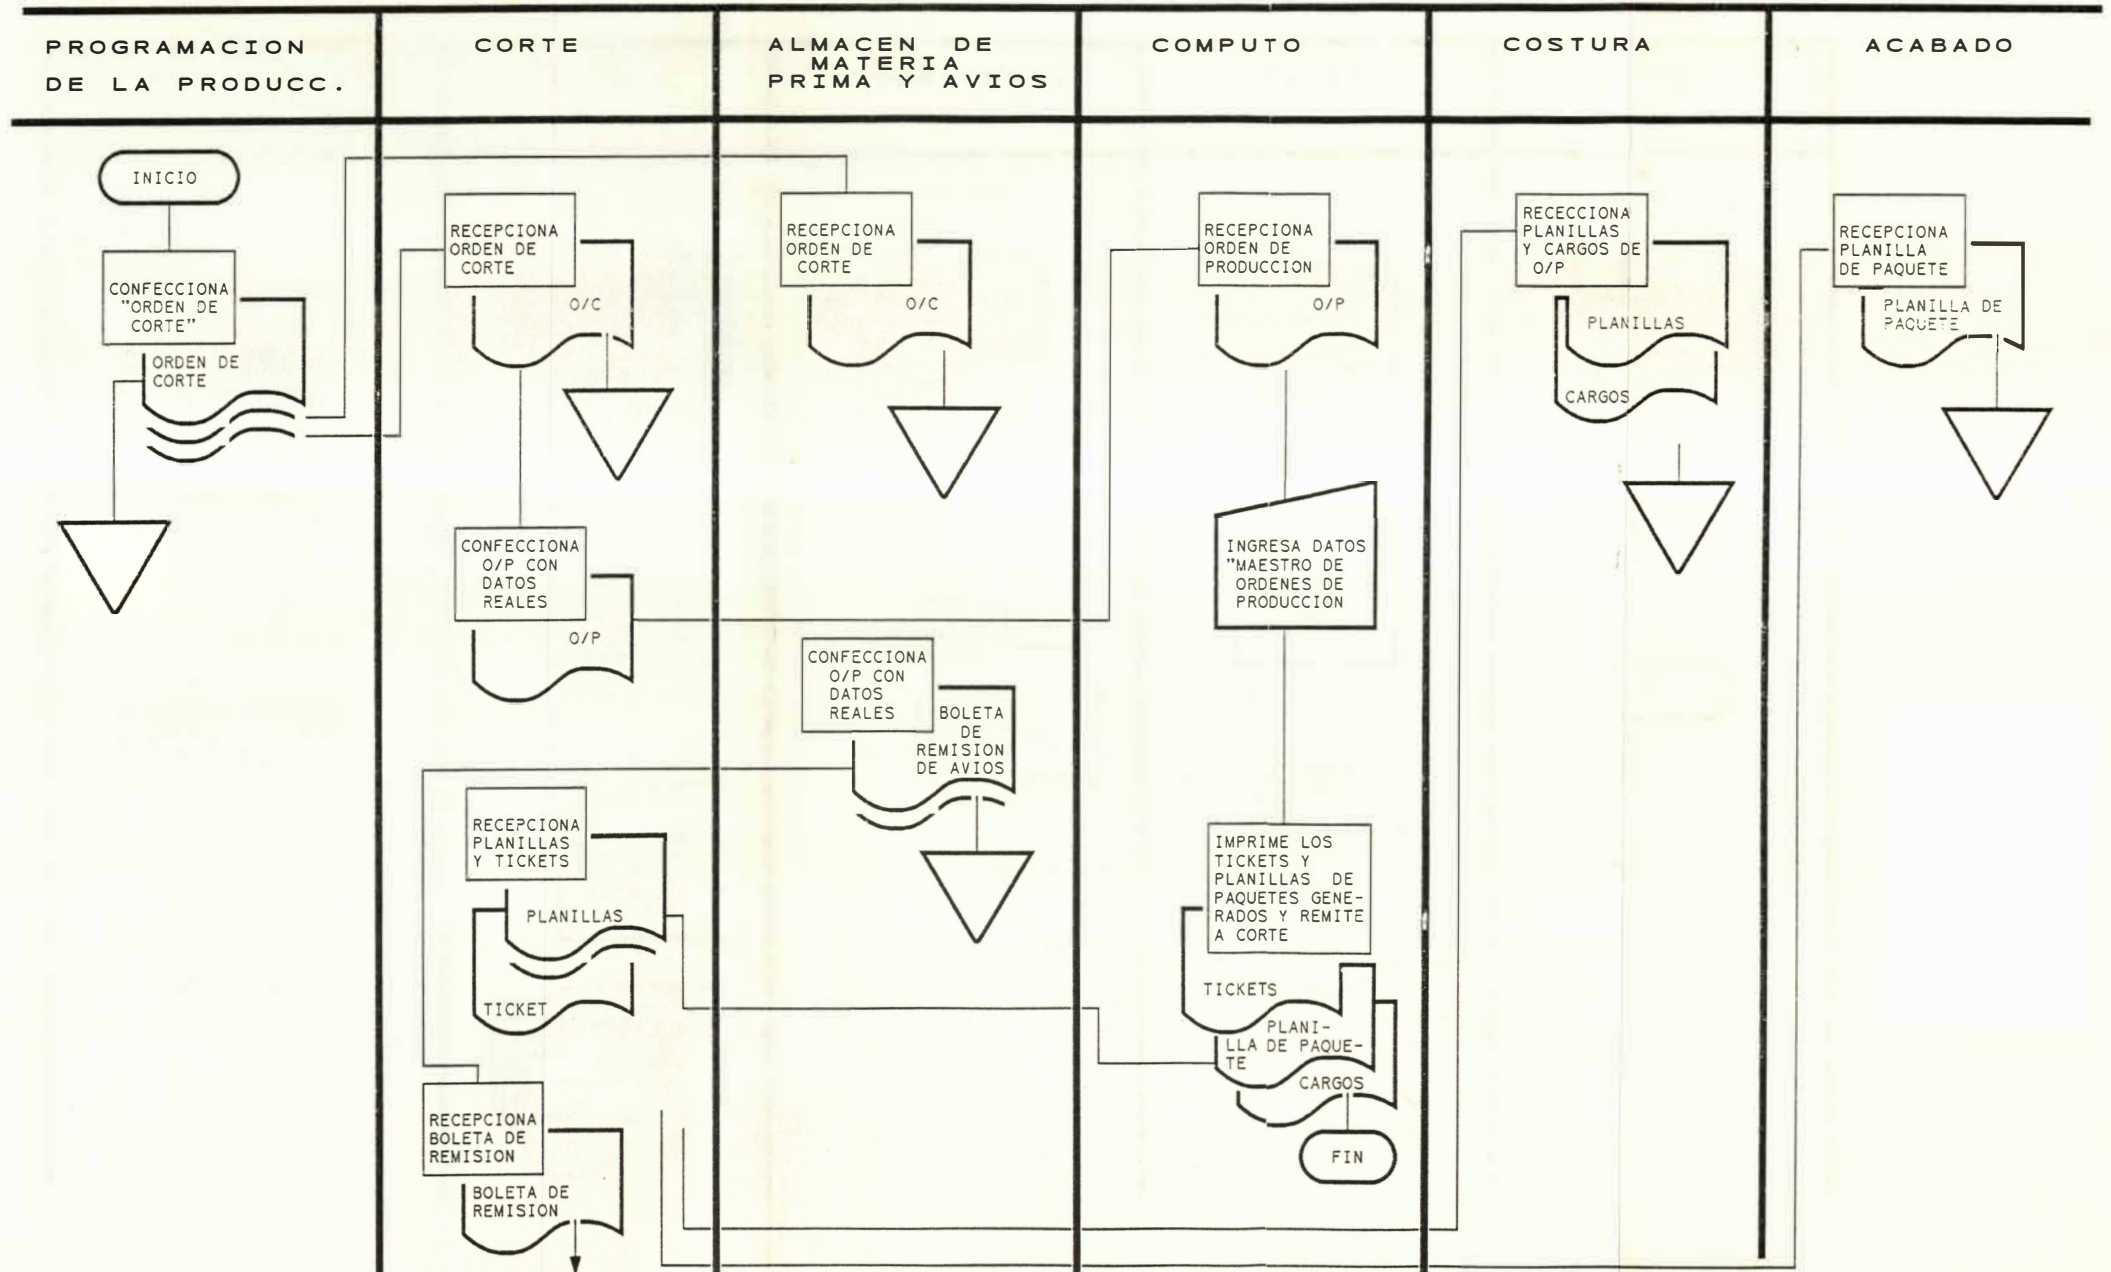 PROGRAMACION
DE LA PRODUCC.
CORTE
ALMACEN DE
MATERIA
PRIMA Y AVIOS
COMPUTO
COSTURA
ACABADO
INICIO
CONFECCIONA
"ORDEN DE
CORTE"
ORDEN DE
CORTE
RECEPCIONA
ORDEN DE
CORTE
O/C
CONFECCIONA
O/P CON
DATOS
REALES
O/P
RECEPCIONA
PLANILLAS
Y TICKETS
PLANILLAS
TICKET
RECEPCIONA
BOLETA DE
REMISION
BOLETA DE
REMISION
RECEPCIONA
ORDEN DE
CORTE
O/C
CONFECCIONA
O/P CON
DATOS
REALES
BOLETA
DE
REMISION
DE AVIOS
RECEPCIONA
ORDEN DE
PRODUCCION
O/P
INGRESA DATOS
"MAESTRO DE
ORDENES DE
PRODUCCION
IMPRIME LOS
TICKETS Y
PLANILLAS DE
PAQUETES GENE-
RADOS Y REMITE
A CORTE
TICKETS
PLANI-
LLA DE PAQUE-
TE
CARGOS
FIN
RECECCIONA
PLANILLAS
Y CARGOS DE
O/P
PLANILLAS
CARGOS
RECEPCIONA
PLANILLA
DE PAQUETE
PLANILLA DE
PAQUETE